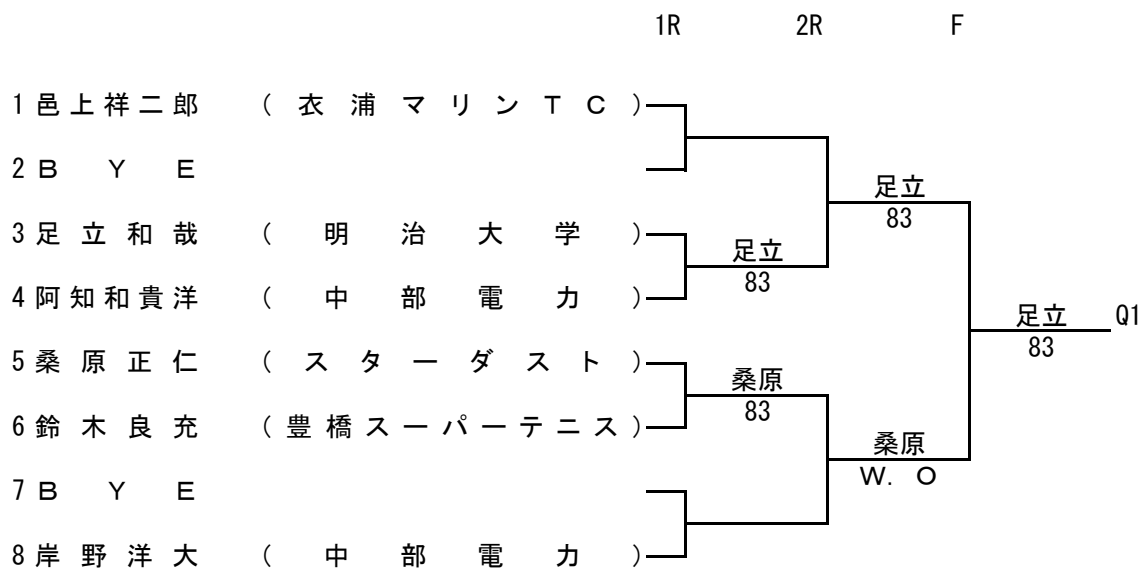 1R 2R F
1 邑上祥二郎 (衣浦マリンTC)
2 BYE
足立
83
3 足立和哉 (明治大学)
足立
83
4 阿知和貴洋 (中部電力)
足立 Q1
83
5 桑原正仁 (スターダスト)
桑原
83
6 鈴木良充 (豊橋スーパーテニス)
桑原
W. O
7 BYE
8 岸野洋大 (中部電力)